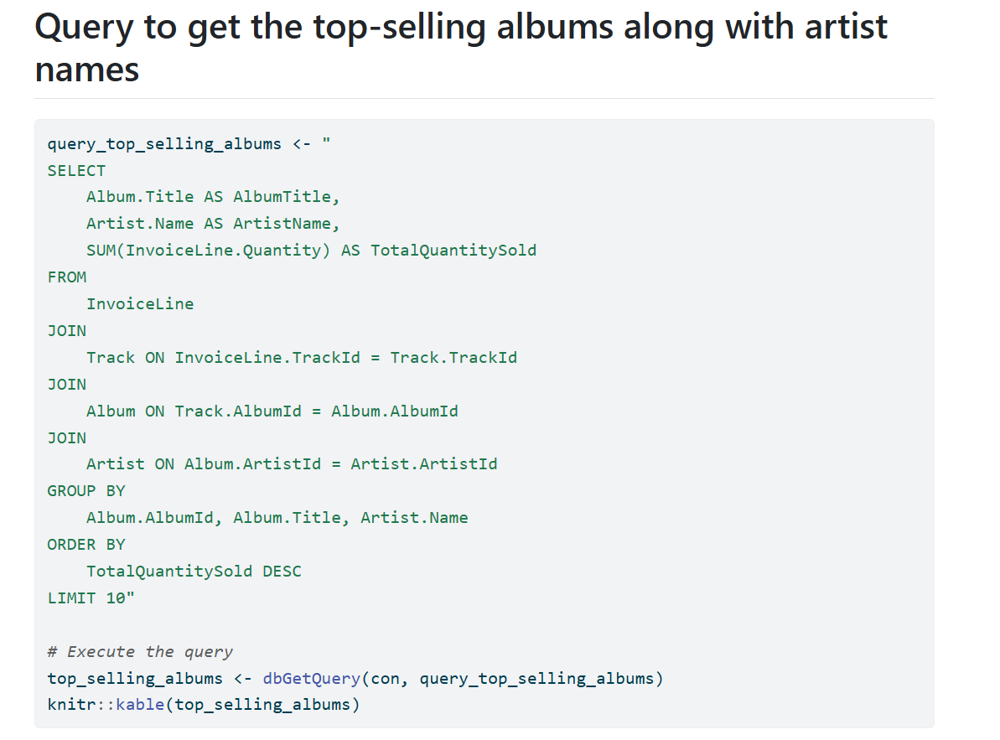 Query to get the top-selling albums along with artist
names
query_top_selling_albums <- "
SELECT
    Album.Title AS AlbumTitle,
    Artist.Name AS ArtistName,
    SUM(InvoiceLine.Quantity) AS TotalQuantitySold
FROM
    InvoiceLine
JOIN
    Track ON InvoiceLine.TrackId = Track.TrackId
JOIN
    Album ON Track.AlbumId = Album.AlbumId
JOIN
    Artist ON Album.ArtistId = Artist.ArtistId
GROUP BY
    Album.AlbumId, Album.Title, Artist.Name
ORDER BY
    TotalQuantitySold DESC
LIMIT 10"
# Execute the query
top_selling_albums <- dbGetQuery(con, query_top_selling_albums)
knitr::kable(top_selling_albums)